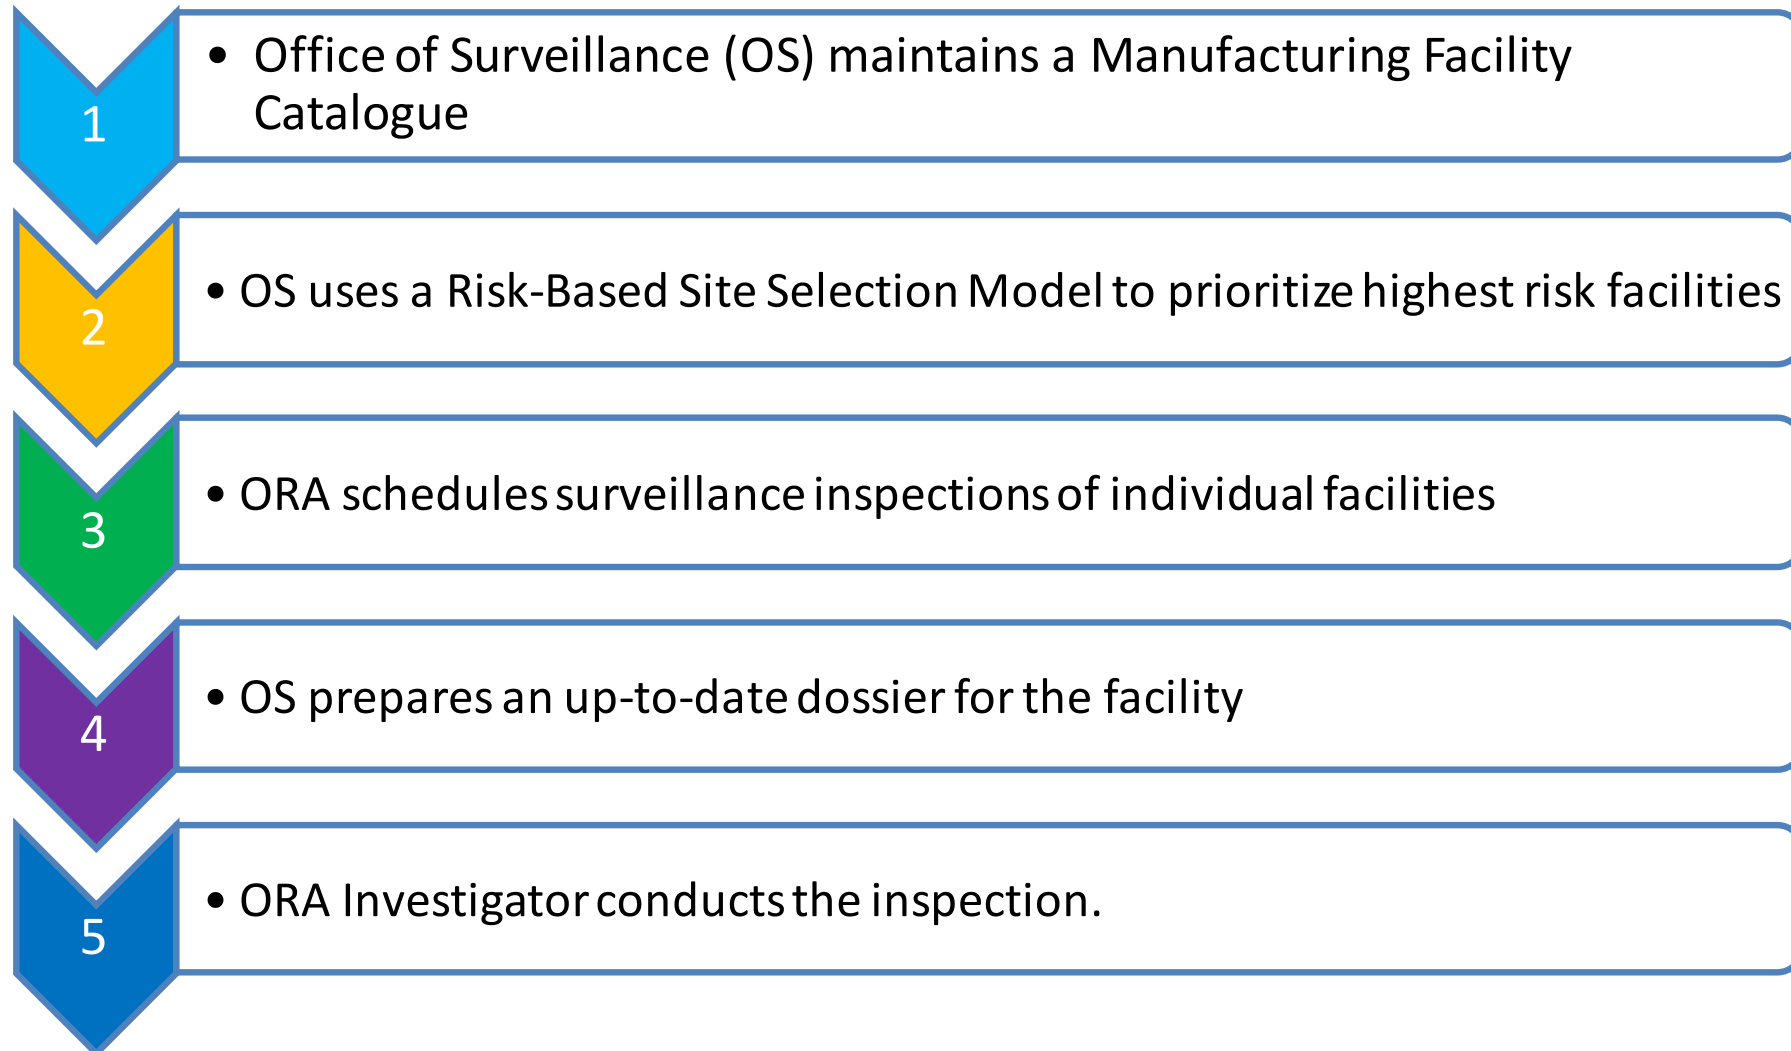 1
• Office of Surveillance (OS) maintains a Manufacturing Facility
Catalogue
2
• OS uses a Risk-Based Site Selection Model to prioritize highest risk facilities
3
• ORA schedules surveillance inspections of individual facilities
4
• OS prepares an up-to-date dossier for the facility
5
• ORA Investigator conducts the inspection.